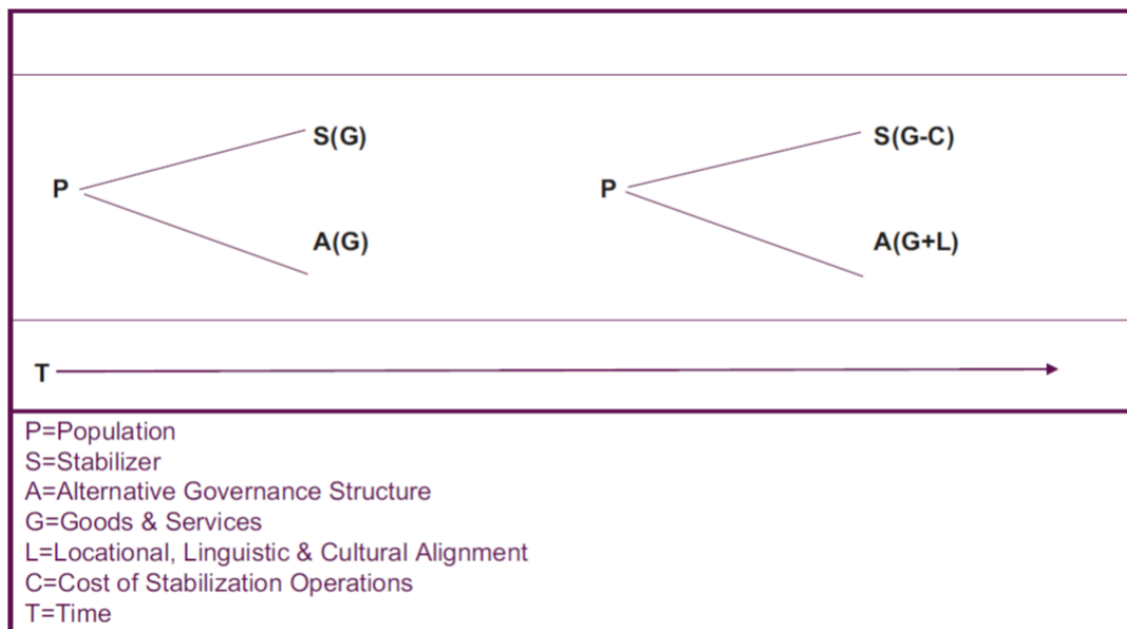 S(G) S(G-C)
P P
A(G) A(G+L)
T
P=Population
S=Stabilizer
A=Alternative Governance Structure
G=Goods & Services
L=Locational, Linguistic & Cultural Alignment
C=Cost of Stabilization Operations
T=Time